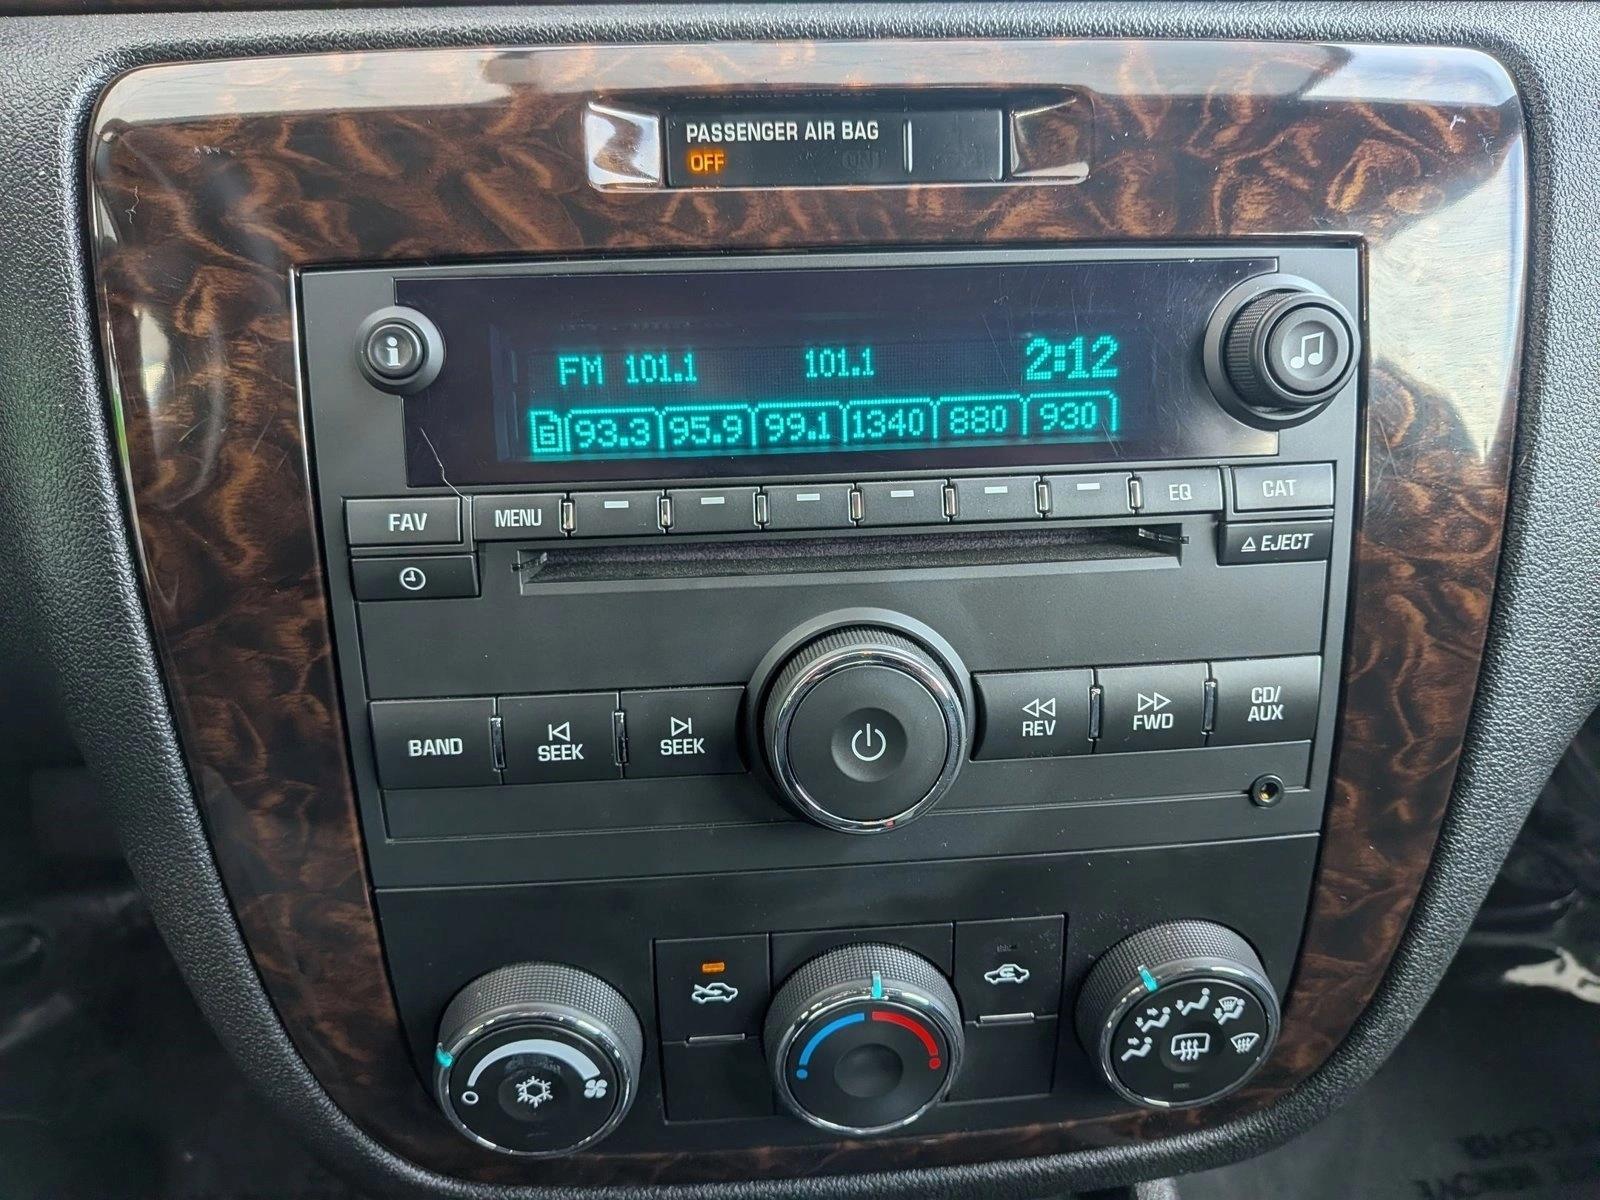 PASSENGER AIR BAG
OFF
i
FM 101.1 101.1 2:12
G 93.3 95.9 99.1 1340 880 930
FAV MENU EQ CAT
EJECT
BAND SEEK SEEK REV FWD CD/
AUX